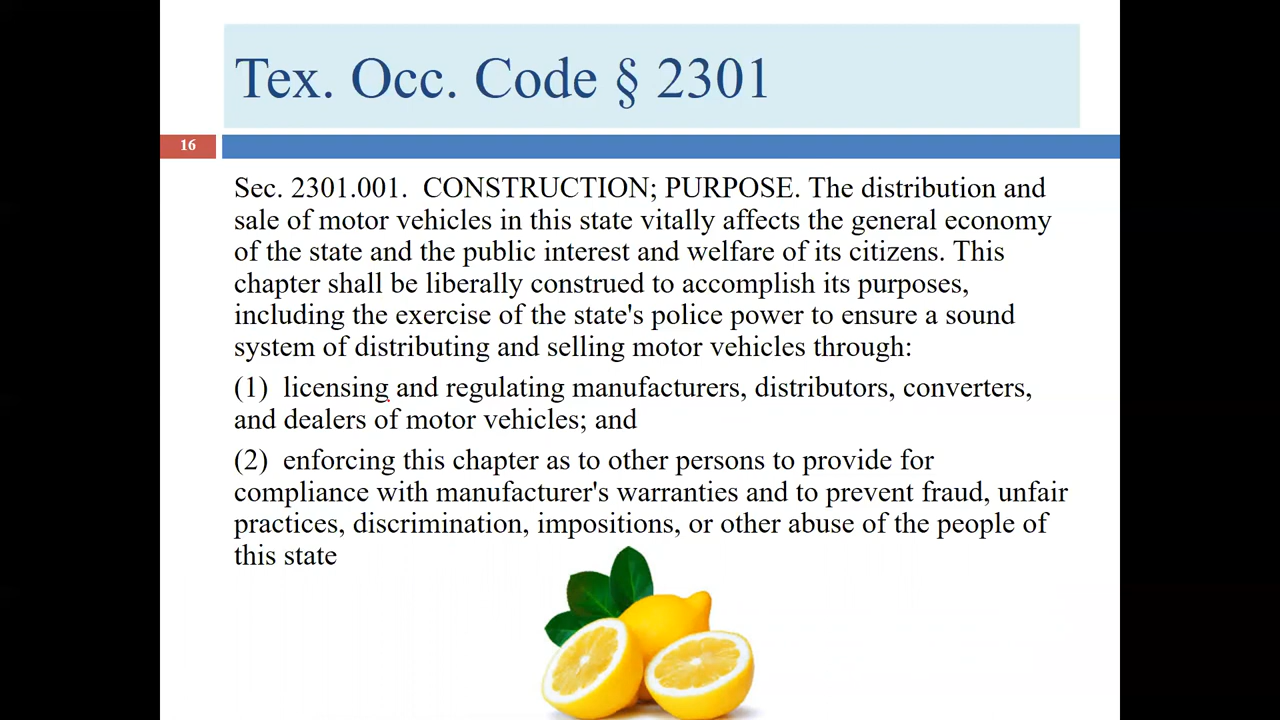 Tex. Occ. Code § 2301
16
Sec. 2301.001.  CONSTRUCTION; PURPOSE. The distribution and
sale of motor vehicles in this state vitally affects the general economy
of the state and the public interest and welfare of its citizens. This
chapter shall be liberally construed to accomplish its purposes,
including the exercise of the state's police power to ensure a sound
system of distributing and selling motor vehicles through:
(1)  licensing and regulating manufacturers, distributors, converters,
and dealers of motor vehicles; and
(2)  enforcing this chapter as to other persons to provide for
compliance with manufacturer's warranties and to prevent fraud, unfair
practices, discrimination, impositions, or other abuse of the people of
this state